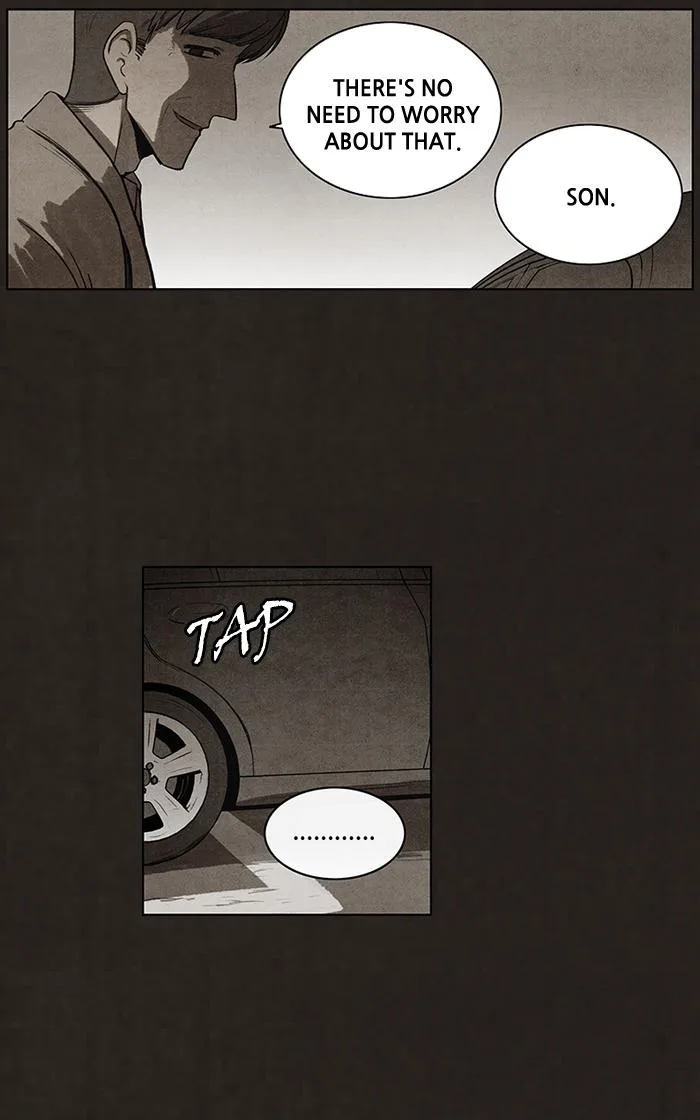 THERE'S NO
NEED TO WORRY
ABOUT THAT.
SON.
TAP
............